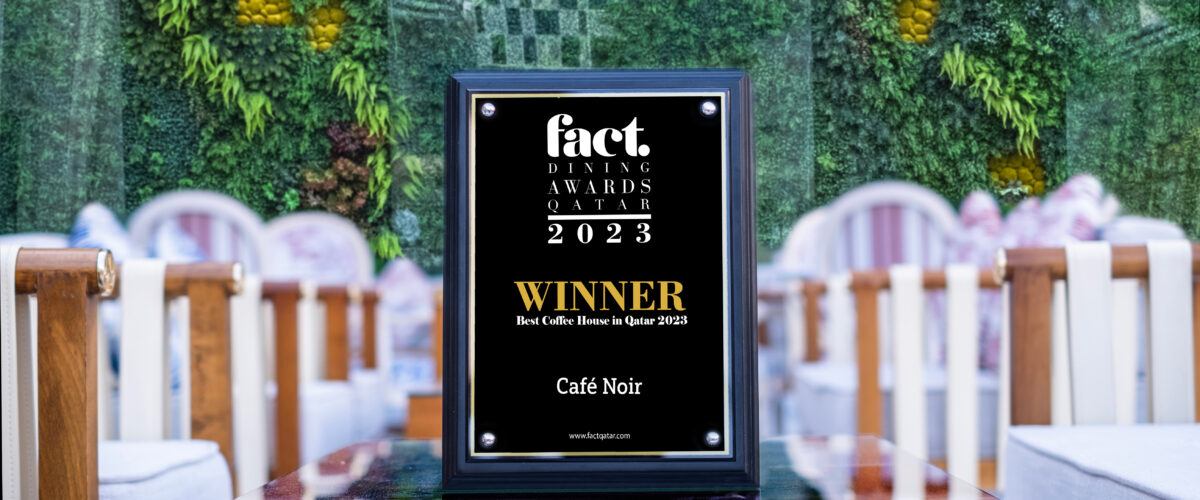 fact.
DINING
AWARDS
QATAR
2023
WINNER
Best Coffee House in Qatar 2023
Café Noir
www.factqatar.com